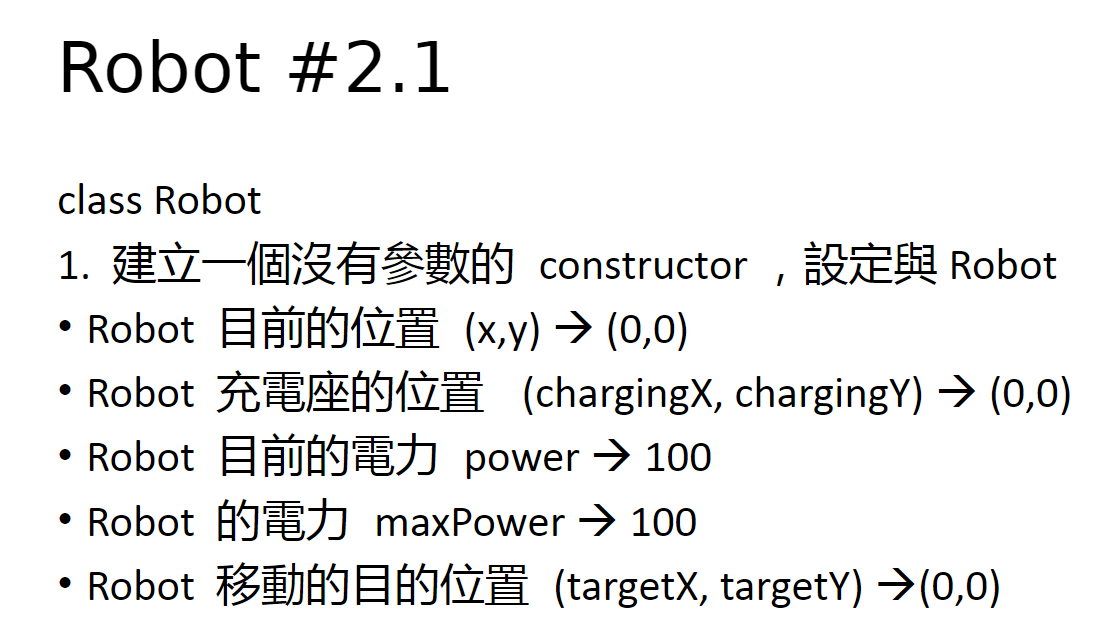 Robot #2.1
class Robot
1. 建立一個沒有參數的 constructor ，設定與 Robot
• Robot 目前的位置 (x,y) → (0,0)
• Robot 充電座的位置 (chargingX, chargingY) → (0,0)
• Robot 目前的電力 power → 100
• Robot 的電力 maxPower → 100
• Robot 移動的目的位置 (targetX, targetY) →(0,0)